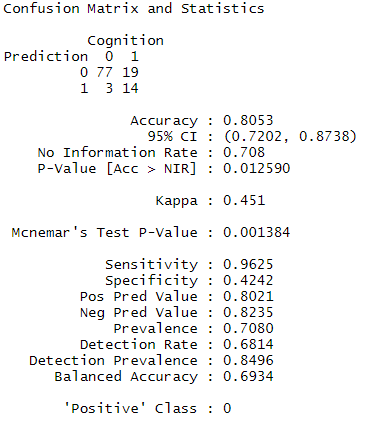 Confusion Matrix and Statistics
Cognition
Prediction 0 1
0 77 19
1 3 14
Accuracy : 0.8053
95% CI : (0.7202, 0.8738)
No Information Rate : 0.708
P-Value [Acc > NIR] : 0.012590
Kappa : 0.451
Mcnemar's Test P-Value : 0.001384
Sensitivity : 0.9625
Specificity : 0.4242
Pos Pred Value : 0.8021
Neg Pred Value : 0.8235
Prevalence : 0.7080
Detection Rate : 0.6814
Detection Prevalence : 0.8496
Balanced Accuracy : 0.6934
'Positive' Class : 0